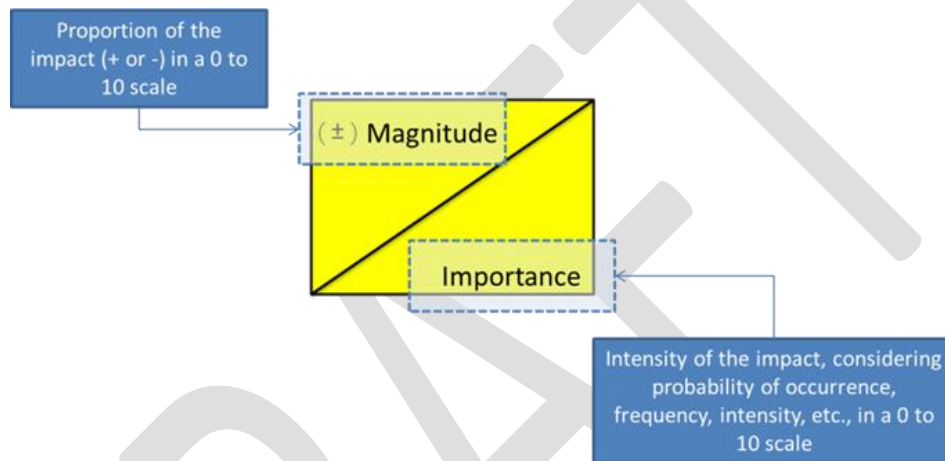 Proportion of the
impact (+ or -) in a 0 to
10 scale
(±) Magnitude
Importance
Intensity of the impact, considering
probability of occurrence,
frequency, intensity, etc., in a 0 to
10 scale
DRAFT